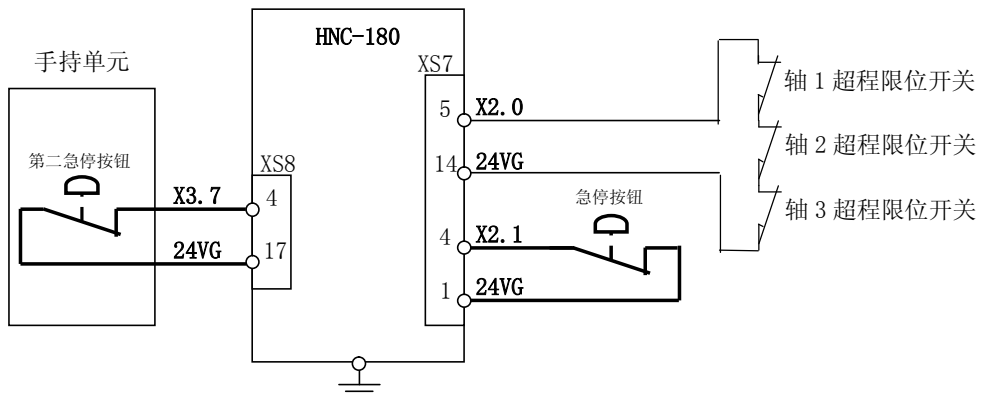 HNC-180
手持单元
XS7
轴 1 超程限位开关
5
X2.0
轴 2 超程限位开关
第二急停按钮
XS8
14
24VG
X3.7
4
急停按钮
轴 3 超程限位开关
4
X2.1
24VG
17
1
24VG